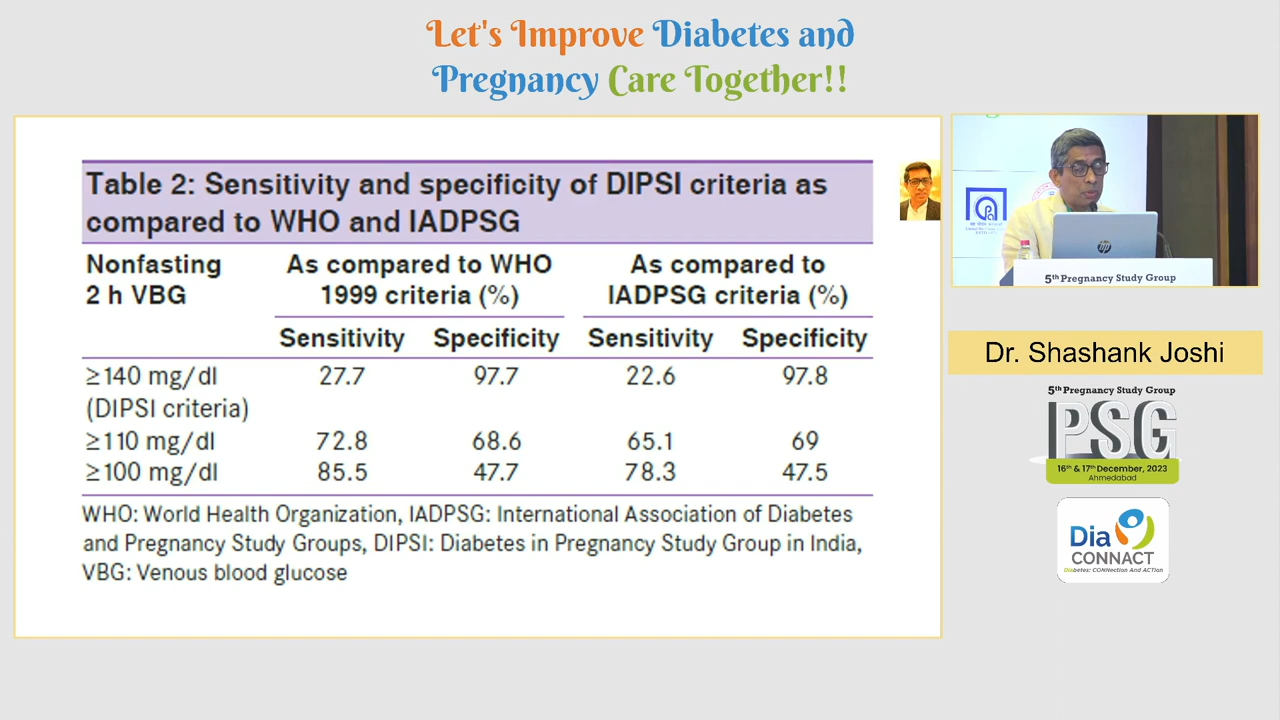 Let's Improve Diabetes and
Pregnancy Care Together!!
Table 2: Sensitivity and specificity of DIPSI criteria as
compared to WHO and IADPSG
Nonfasting 2 h VBG
As compared to WHO 1999 criteria (%)
As compared to IADPSG criteria (%)
Sensitivity Specificity Sensitivity Specificity
≥140 mg/dl 27.7 97.7 22.6 97.8
(DIPSI criteria)
≥110 mg/dl 72.8 68.6 65.1 69
≥100 mg/dl 85.5 47.7 78.3 47.5
WHO: World Health Organization, IADPSG: International Association of Diabetes
and Pregnancy Study Groups, DIPSI: Diabetes in Pregnancy Study Group in India,
VBG: Venous blood glucose
hp
5th Pregnancy Study Group
Dr. Shashank Joshi
5th Pregnancy Study Group
PSG
16th & 17th December, 2023
Ahmedabad
Dia
CONNACT
Diabetes: CONNection And ACTion